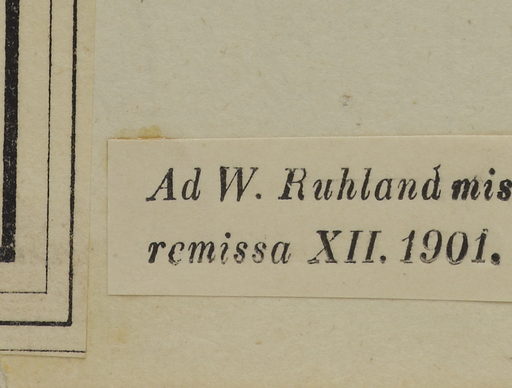 Ad W. Ruhland mis
remissa XII. 1901.